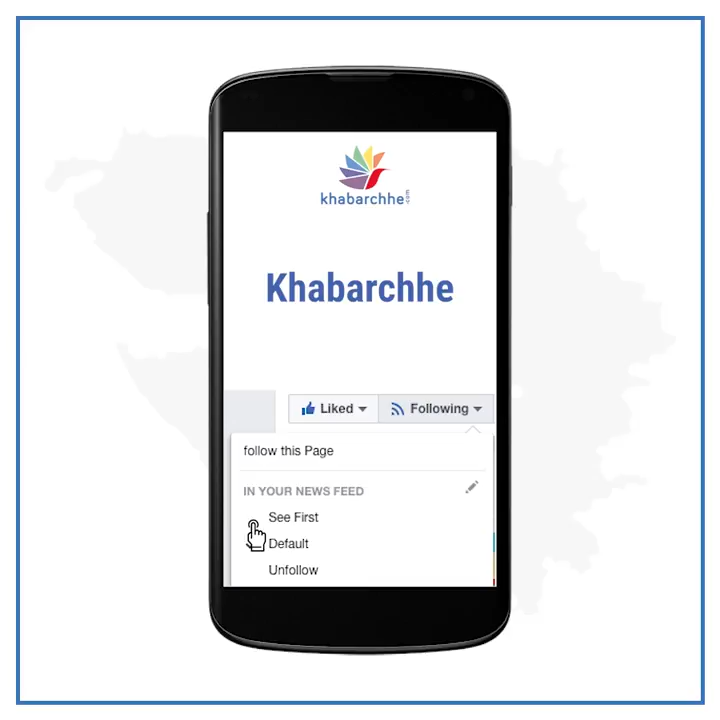 khabarchhe.com
Khabarchhe
Liked
Following
follow this Page
IN YOUR NEWS FEED
See First
Default
Unfollow